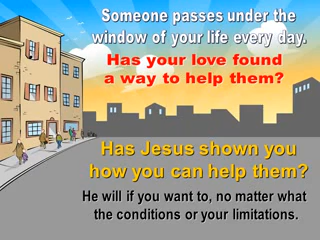 Someone passes under the
window of your life every day.
Has your love found
a way to help them?
Has Jesus shown you
how you can help them?
He will if you want to, no matter what
the conditions or your limitations.